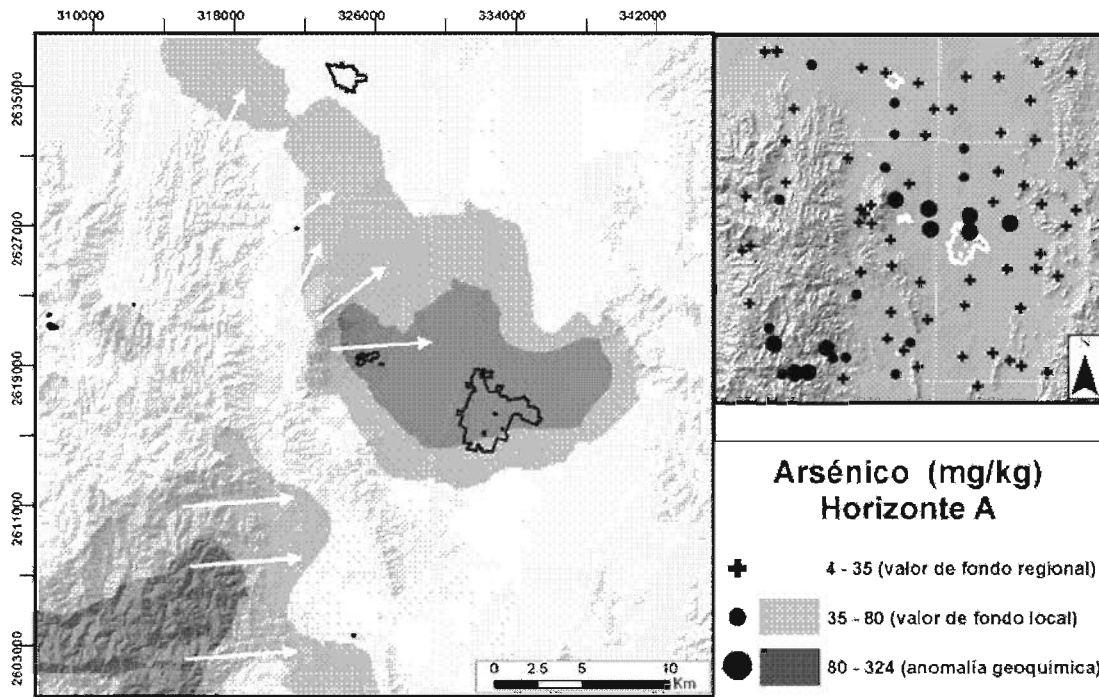 310000 318000 326000 334000 342000
2635000
2627000
2619000
2611000
2603000
0 2.5 5 10
Km
Arsénico (mg/kg)
Horizonte A
4 - 35 (valor de fondo regional)
35 - 80 (valor de fondo local)
80 - 324 (anomalía geoquímica)